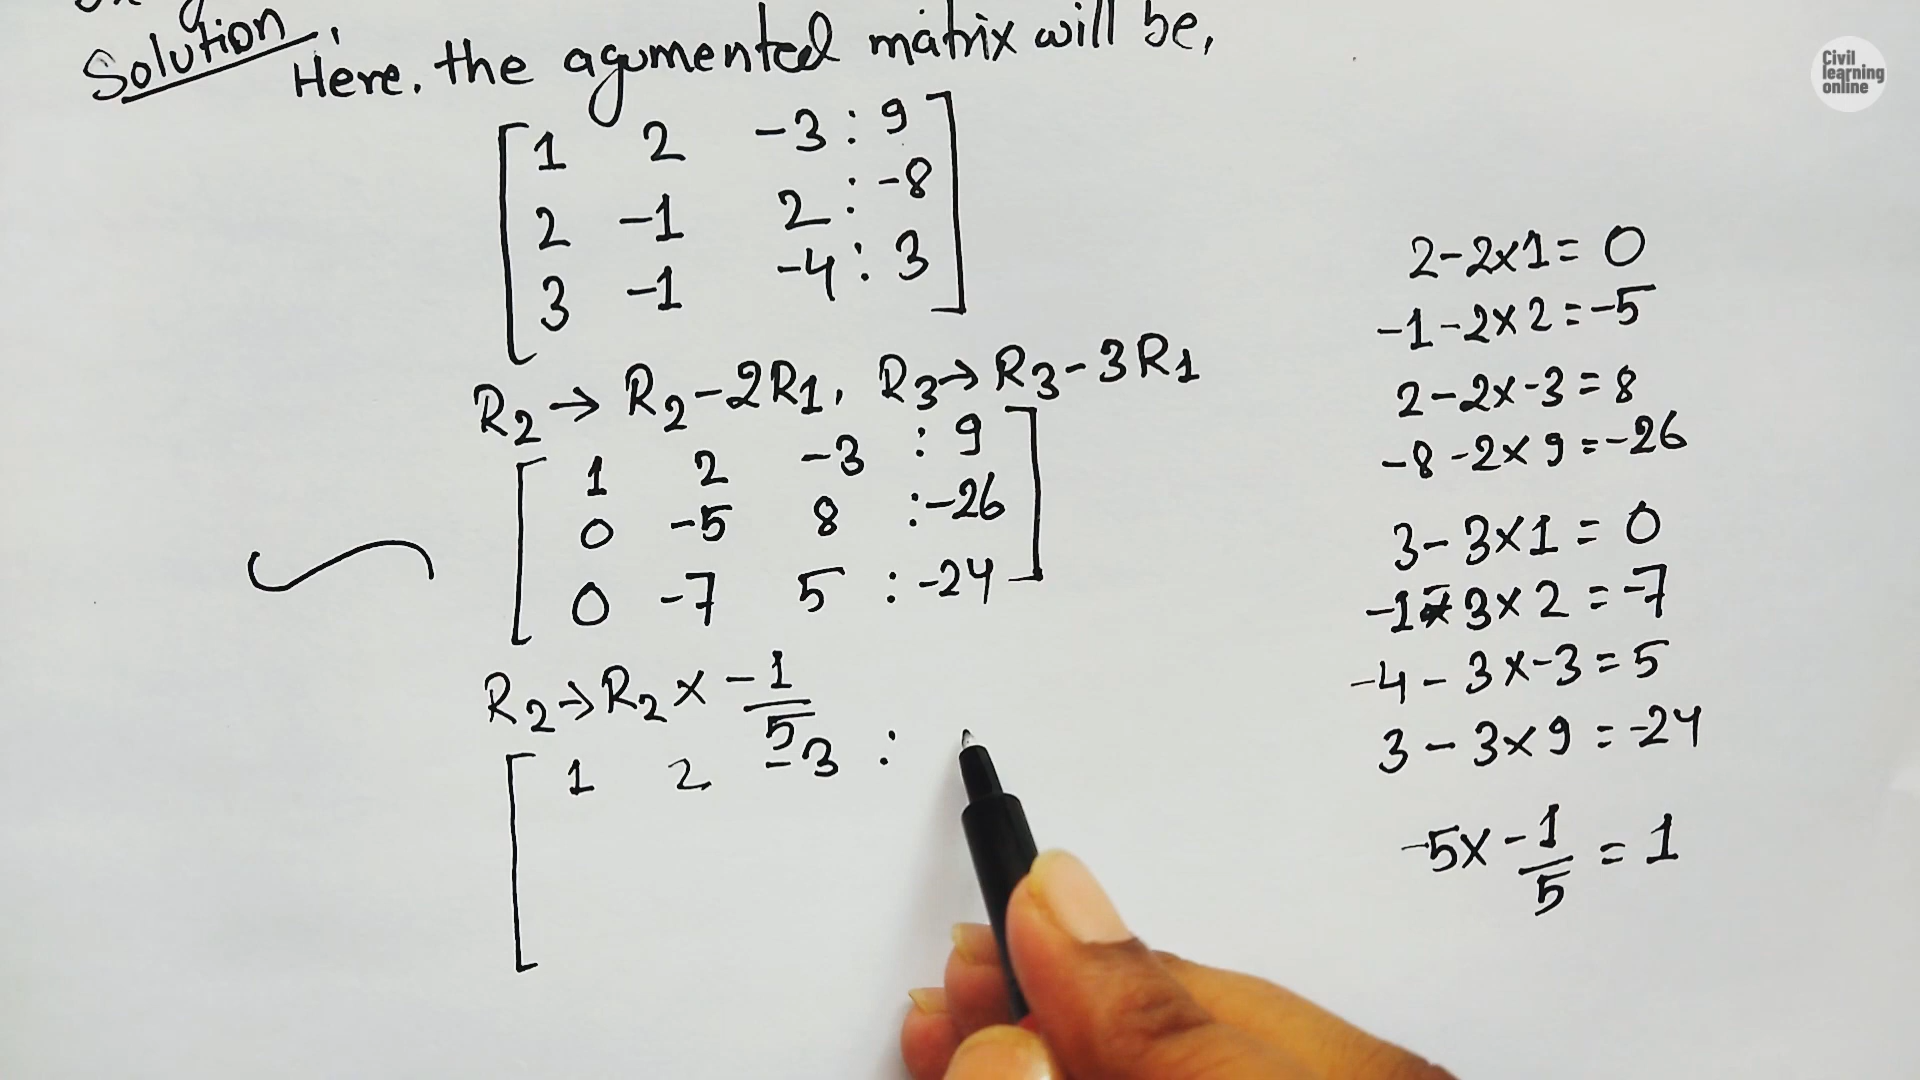 Solution,
Here, the agumented matrix will be,
1 2 -3 : 9
2 -1 2 : -8
3 -1 -4 : 3
R2 → R2 - 2R1, R3 → R3 - 3R1
1 2 -3 : 9
0 -5 8 : -26
0 -7 5 : -24
R2 → R2 × -1/5
1 2 -3 :
2-2×1 = 0
-1-2×2 = -5
2-2×-3 = 8
-8-2×9 = -26
3-3×1 = 0
-1-3×2 = -7
-4-3×-3 = 5
3-3×9 = -24
-5×-1/5 = 1
Civil
learning
online